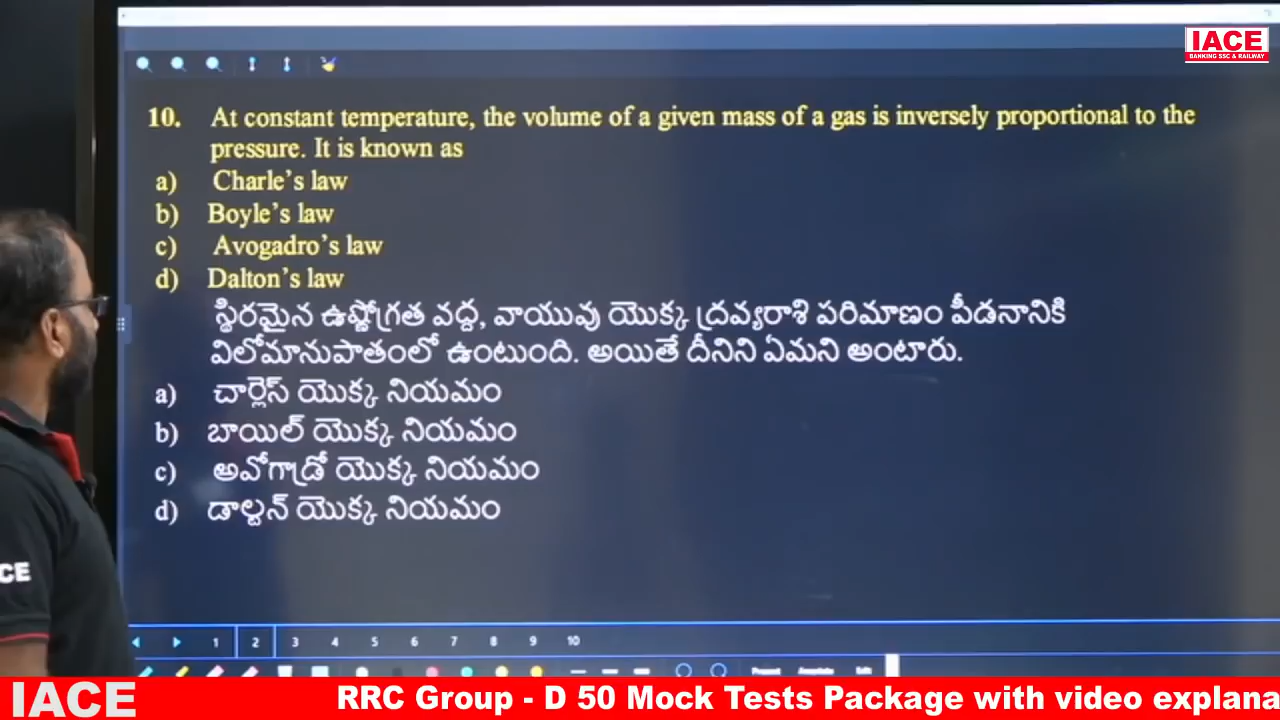 IACE
BANKING SSC & RAILWAY
10. At constant temperature, the volume of a given mass of a gas is inversely proportional to the
pressure. It is known as
a) Charle's law
b) Boyle's law
c) Avogadro's law
d) Dalton's law
స్థిరమైన ఉష్ణోగ్రత వద్ద, వాయువు యొక్క ద్రవ్యరాశి పరిమాణం పీడనానికి
విలోమానుపాతంలో ఉంటుంది. అయితే దీనిని ఏమని అంటారు.
a) చార్లెస్ యొక్క నియమం
b) బాయిల్ యొక్క నియమం
c) అవోగాడ్రో యొక్క నియమం
d) డాల్టన్ యొక్క నియమం
CE
1 2 3 4 5 6 7 8 9 10
IACE RRC Group - D 50 Mock Tests Package with video explana